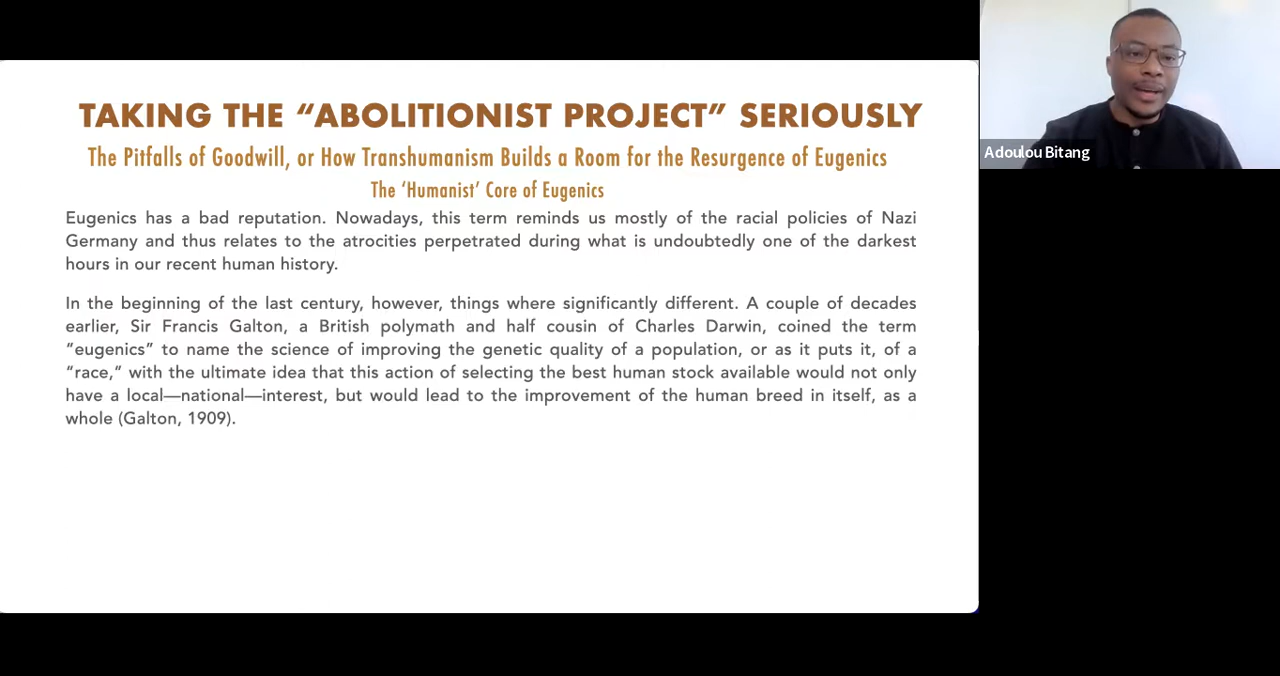 TAKING THE “ABOLITIONIST PROJECT” SERIOUSLY
The Pitfalls of Goodwill, or How Transhumanism Builds a Room for the Resurgence of Eugenics
The ‘Humanist’ Core of Eugenics
Eugenics has a bad reputation. Nowadays, this term reminds us mostly of the racial policies of Nazi
Germany and thus relates to the atrocities perpetrated during what is undoubtedly one of the darkest
hours in our recent human history.
In the beginning of the last century, however, things where significantly different. A couple of decades
earlier, Sir Francis Galton, a British polymath and half cousin of Charles Darwin, coined the term
“eugenics” to name the science of improving the genetic quality of a population, or as it puts it, of a
“race,” with the ultimate idea that this action of selecting the best human stock available would not only
have a local—national—interest, but would lead to the improvement of the human breed in itself, as a
whole (Galton, 1909).
Adoulou Bitang